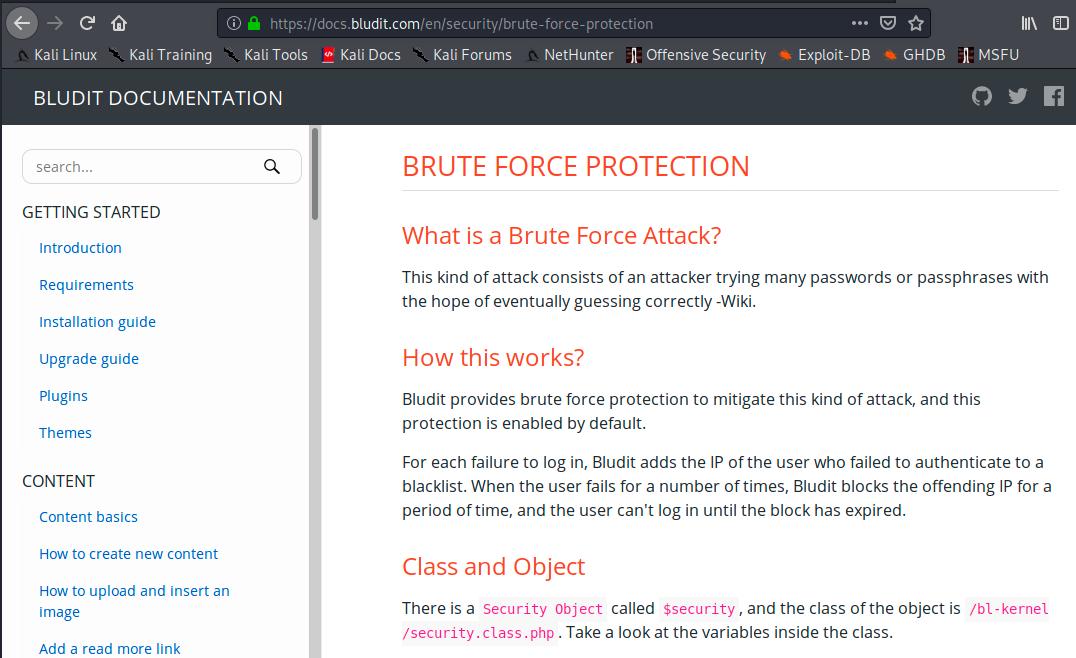 https://docs.bludit.com/en/security/brute-force-protection
Kali Linux Kali Training Kali Tools Kali Docs Kali Forums NetHunter Offensive Security Exploit-DB GHDB MSFU
BLUDIT DOCUMENTATION
search...
GETTING STARTED
Introduction
Requirements
Installation guide
Upgrade guide
Plugins
Themes
CONTENT
Content basics
How to create new content
How to upload and insert an
image
Add a read more link
BRUTE FORCE PROTECTION
What is a Brute Force Attack?
This kind of attack consists of an attacker trying many passwords or passphrases with
the hope of eventually guessing correctly -Wiki.
How this works?
Bludit provides brute force protection to mitigate this kind of attack, and this
protection is enabled by default.
For each failure to log in, Bludit adds the IP of the user who failed to authenticate to a
blacklist. When the user fails for a number of times, Bludit blocks the offending IP for a
period of time, and the user can't log in until the block has expired.
Class and Object
There is a Security Object called $security, and the class of the object is /bl-kernel
/security.class.php. Take a look at the variables inside the class.